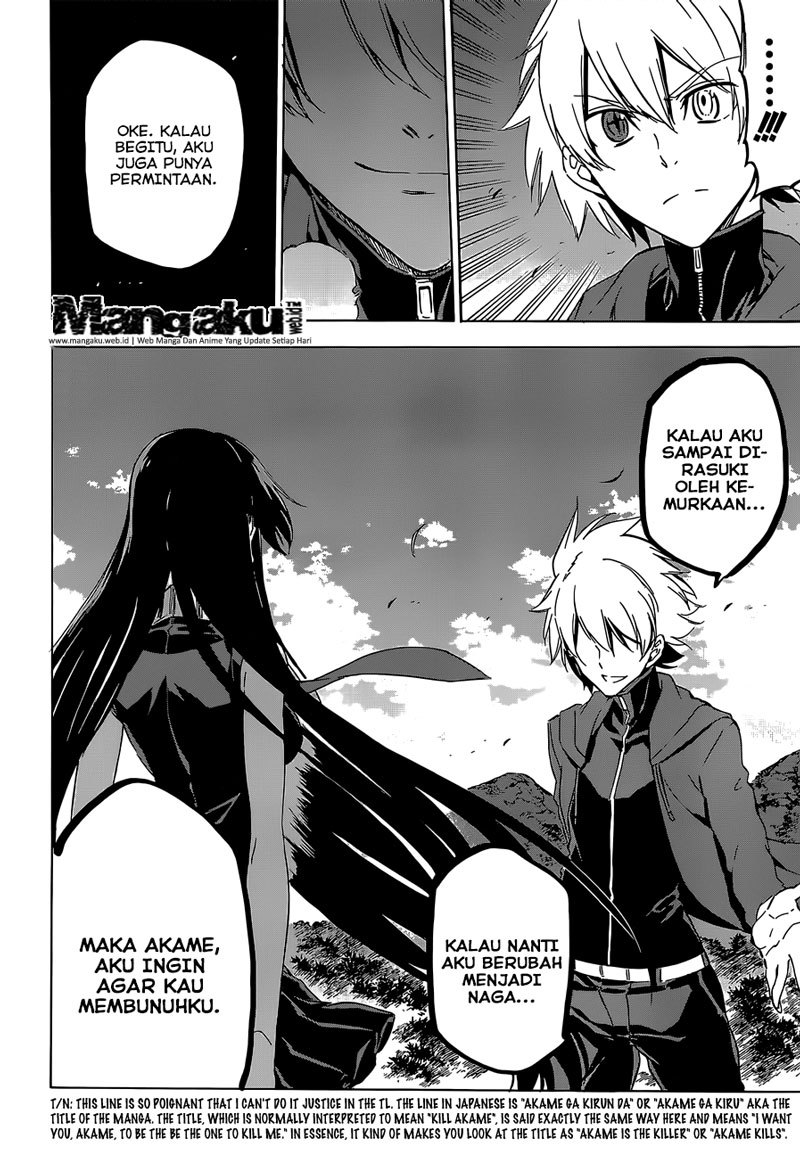 ......!!!
OKE. KALAU
BEGITU, AKU
JUGA PUNYA
PERMINTAAN.
Mangaku
www.mangaku.web.id | Web Manga Dan Anime Yang Update Setiap Hari
KALAU AKU
SAMPAI DI-
RASUKI
OLEH KE-
MURKAAN...
KALAU NANTI
AKU BERUBAH
MENJADI
NAGA...
MAKA AKAME,
AKU INGIN
AGAR KAU
MEMBUNUHKU.
T/N: THIS LINE IS SO POIGNANT THAT I CAN'T DO IT JUSTICE IN THE TL. THE LINE IN JAPANESE IS "AKAME GA KIRUN DA" OR "AKAME GA KIRU" AKA THE
TITLE OF THE MANGA. THE TITLE, WHICH IS NORMALLY INTERPRETED TO MEAN "KILL AKAME", IS SAID EXACTLY THE SAME WAY HERE AND MEANS "I WANT
YOU, AKAME, TO BE THE BE THE ONE TO KILL ME." IN ESSENCE, IT KIND OF MAKES YOU LOOK AT THE TITLE AS "AKAME IS THE KILLER" OR "AKAME KILLS".